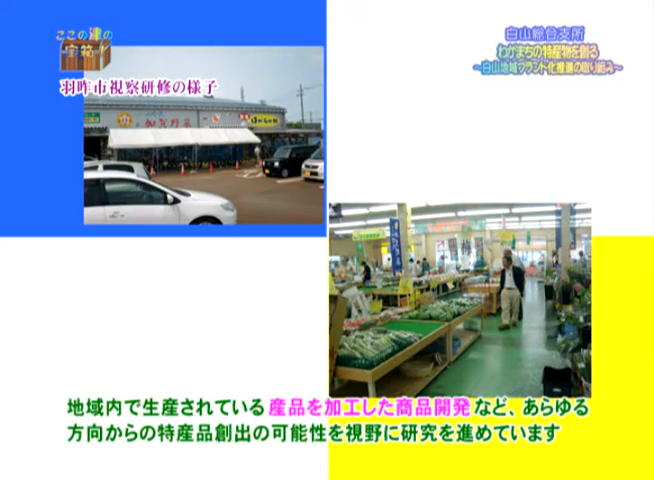 ここの達の
宝箱!
白山総合支所
わがまちの特産物を創る
～白山地域ブランド化推進の取り組み～
羽咋市視察研修の様子
加賀野菜
地域内で生産されている産品を加工した商品開発など、あらゆる
方向からの特産品創出の可能性を視野に研究を進めています